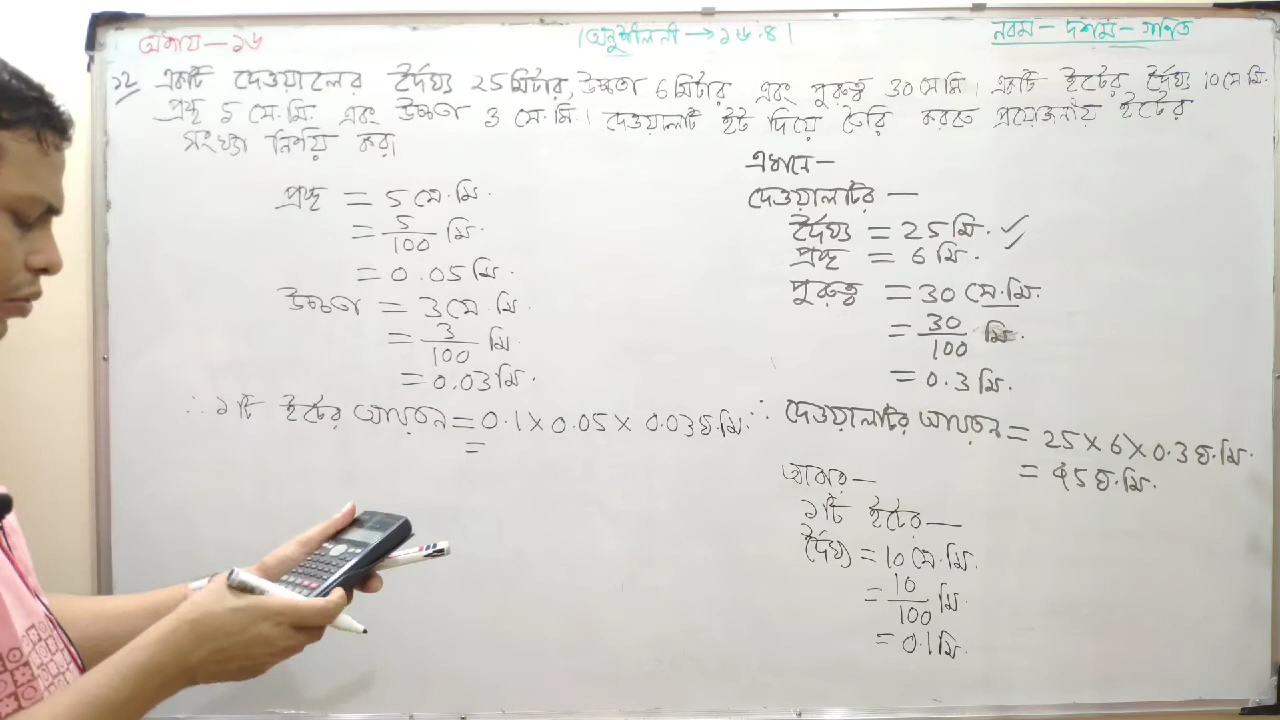 অধ্যায় – ১৬
অনুশীলনী → ১৬.৪
নবম – দশম – গণিত
১২ একটি দেওয়ালের দৈর্ঘ্য 25 মিটার, উচ্চতা 6 মিটার এবং পুরুত্ব 30 সে.মি। একটি ইটের দৈর্ঘ্য 10 সে.মি.
প্রস্থ 5 সে.মি. এবং উচ্চতা 3 সে.মি.। দেওয়ালটি ইট দিয়ে তৈরি করতে প্রয়োজনীয় ইটের
সংখ্যা নির্ণয় কর।
এখানে –
দেওয়ালটির –
দৈর্ঘ্য = 25 মি. ✓
প্রস্থ = 6 মি.
পুরুত্ব = 30 সে.মি.
= 30/100 মি.
= 0.3 মি.
∴ দেওয়ালটির আয়তন = 25 × 6 × 0.3 ঘ.মি.
= 45 ঘ.মি.
আবার –
১টি ইটের –
দৈর্ঘ্য = 10 সে.মি.
= 10/100 মি.
= 0.1 মি.
প্রস্থ = 5 সে.মি.
= 5/100 মি.
= 0.05 মি.
উচ্চতা = 3 সে.মি.
= 3/100 মি.
= 0.03 মি.
∴ ১টি ইটের আয়তন = 0.1 × 0.05 × 0.03 ঘ.মি.
=